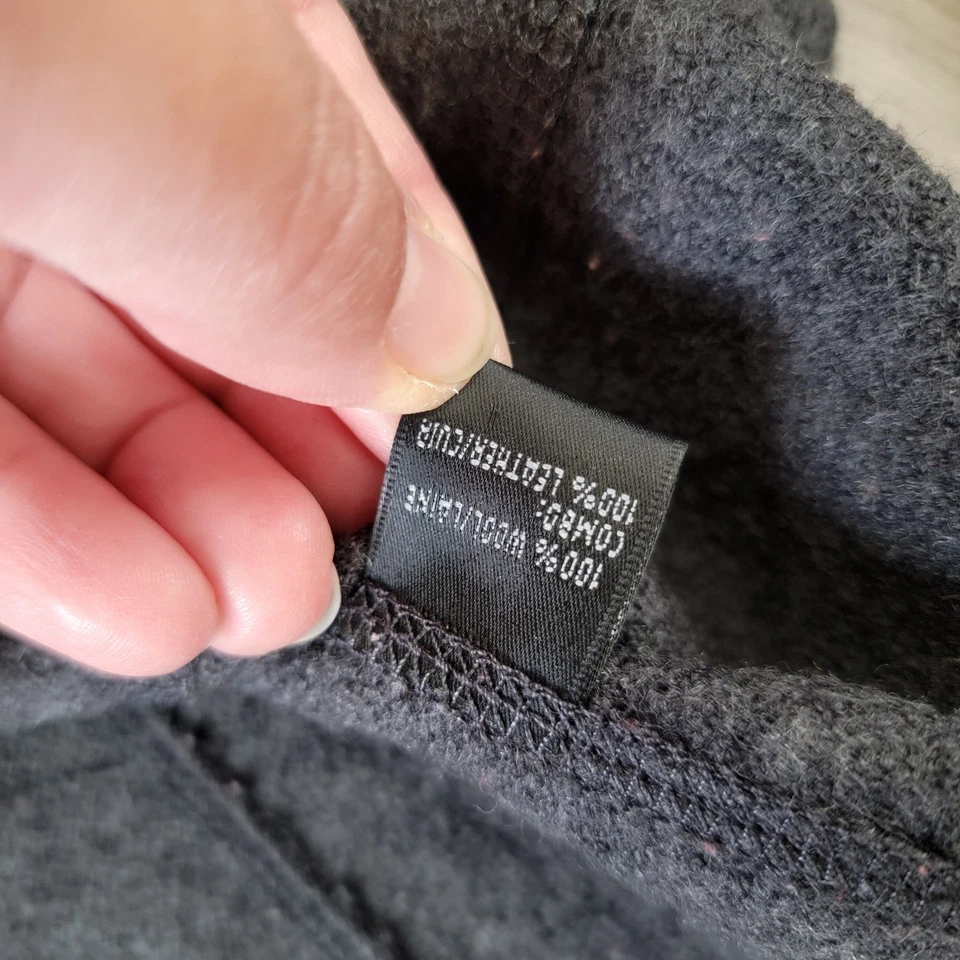 100% WOOL/LAINE
COMBO:
100% LEATHER/CUIR